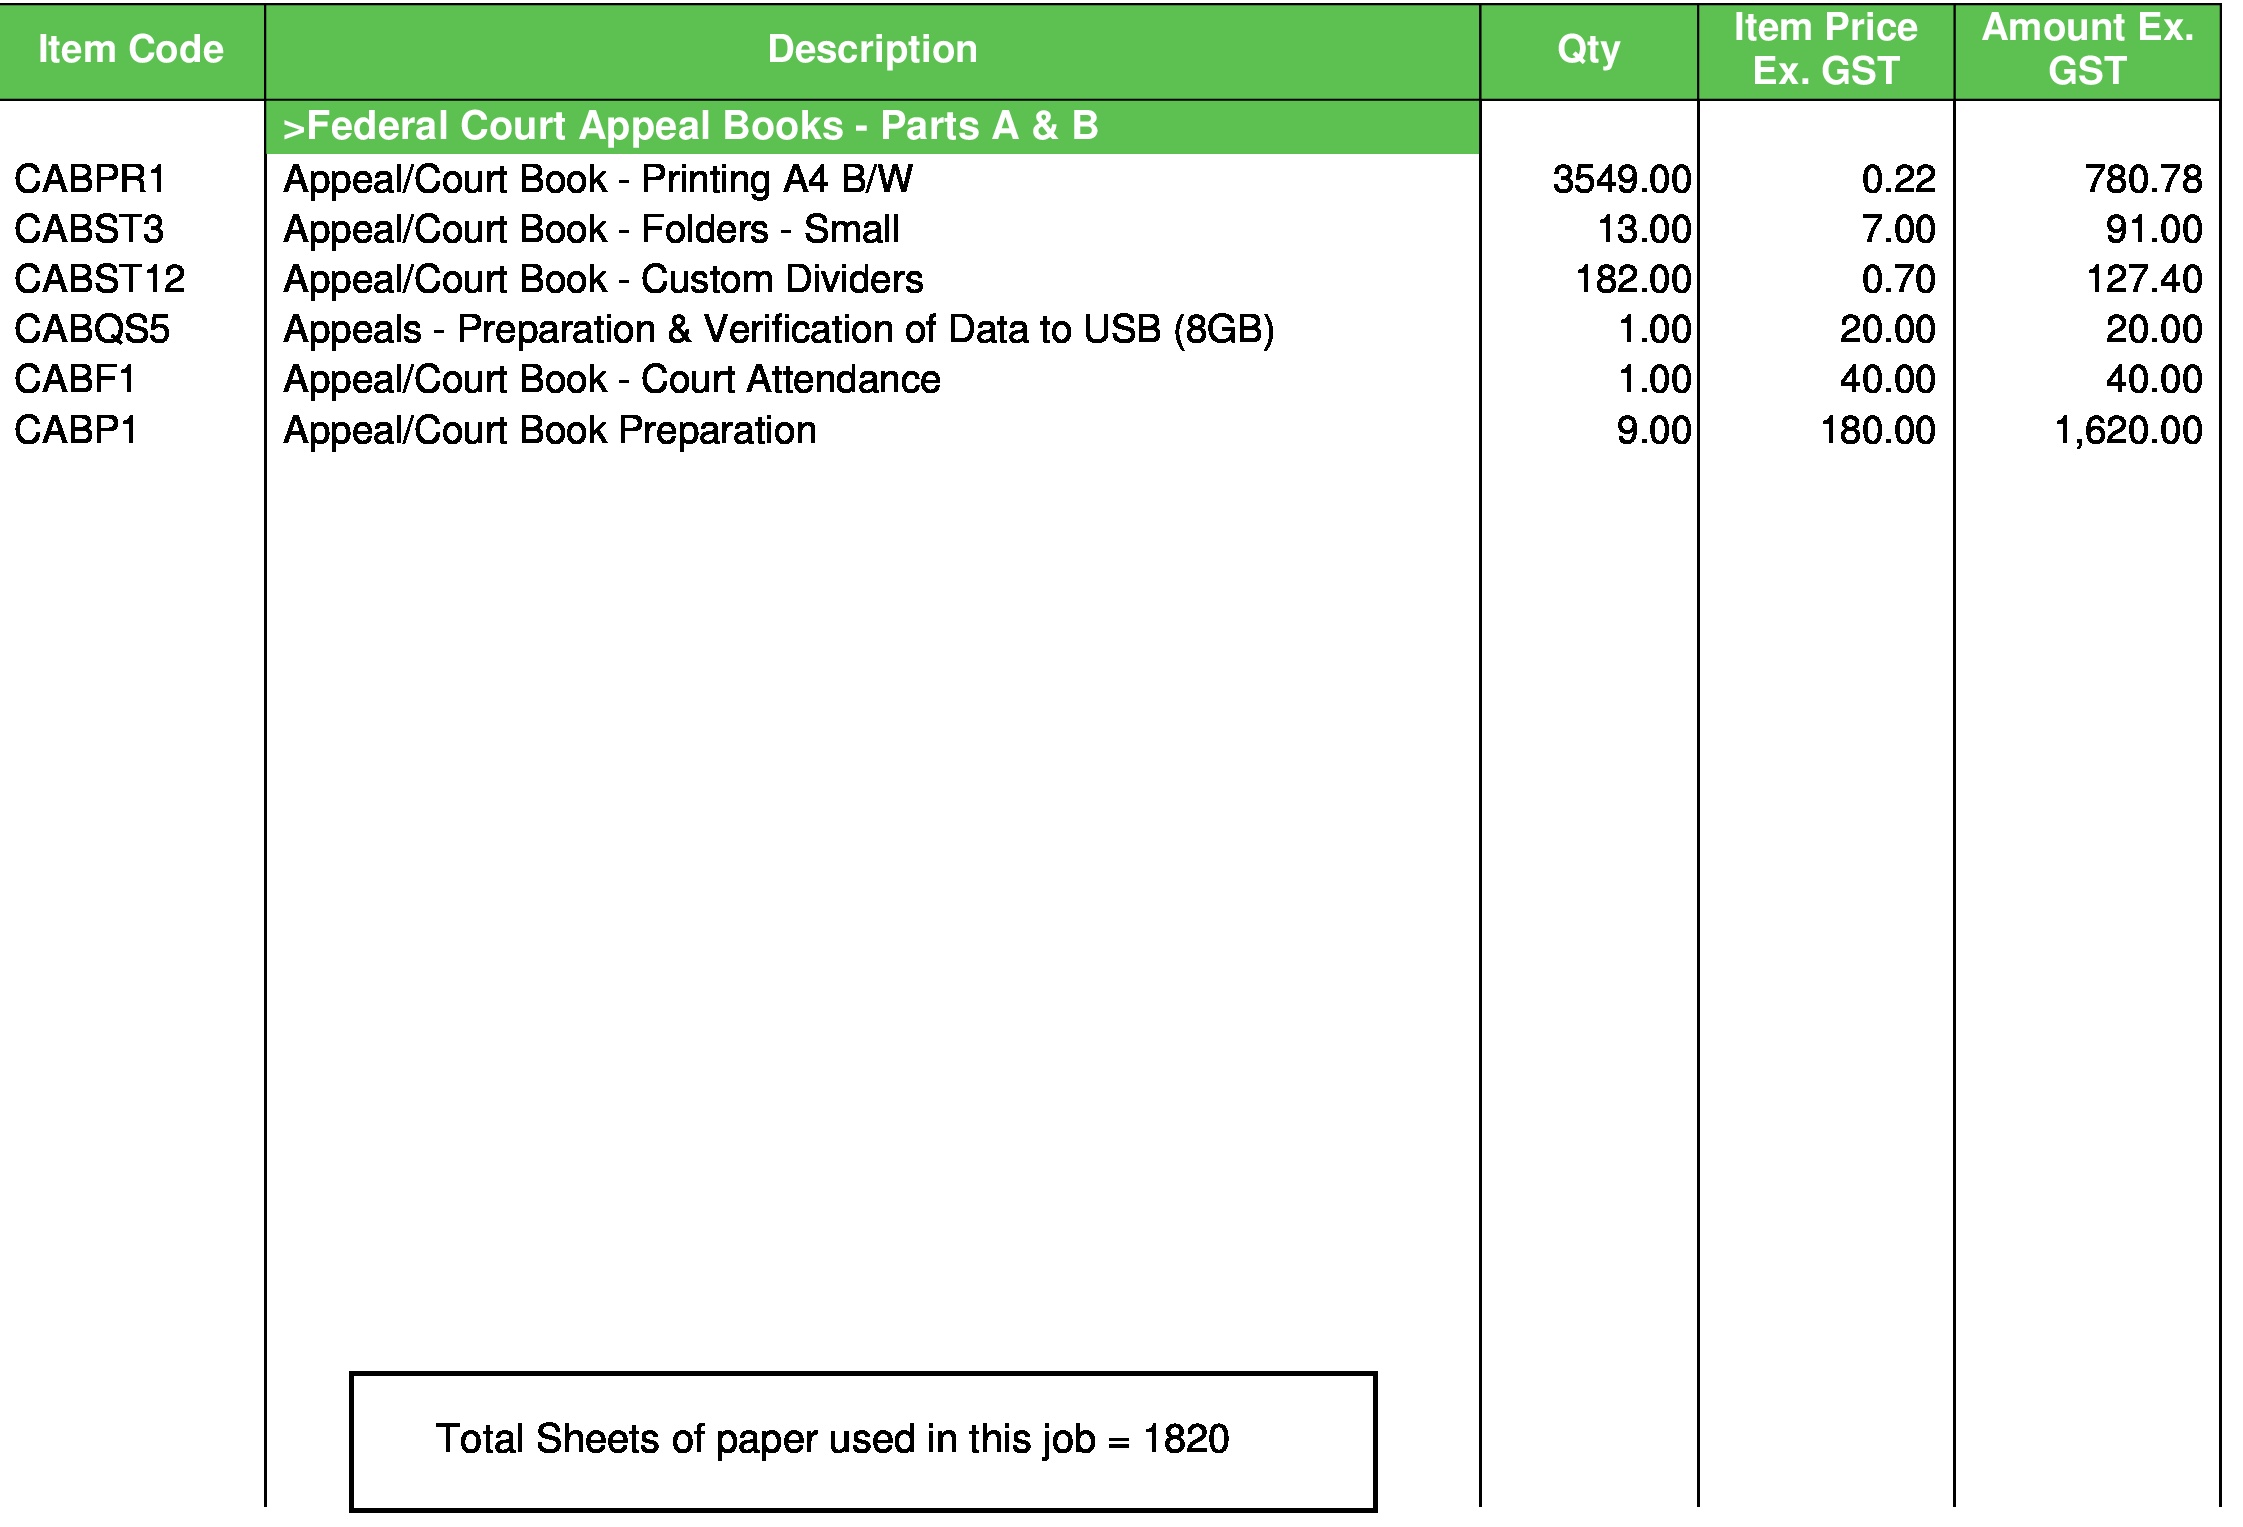 Item Code Description Qty Item Price Ex. GST Amount Ex. GST
>Federal Court Appeal Books - Parts A & B
CABPR1 Appeal/Court Book - Printing A4 B/W 3549.00 0.22 780.78
CABST3 Appeal/Court Book - Folders - Small 13.00 7.00 91.00
CABST12 Appeal/Court Book - Custom Dividers 182.00 0.70 127.40
CABQS5 Appeals - Preparation & Verification of Data to USB (8GB) 1.00 20.00 20.00
CABF1 Appeal/Court Book - Court Attendance 1.00 40.00 40.00
CABP1 Appeal/Court Book Preparation 9.00 180.00 1,620.00
Total Sheets of paper used in this job = 1820